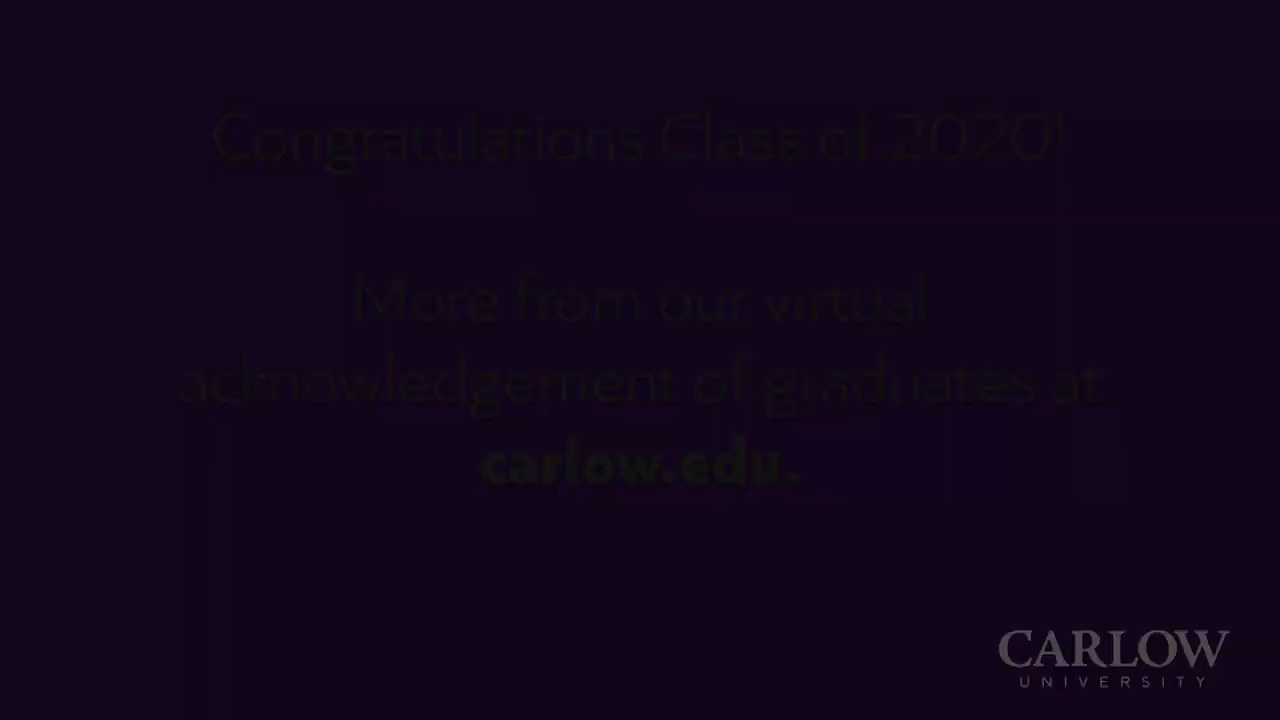 Congratulations Class of 2020!
More from our virtual
acknowledgement of graduates at
carlow.edu.
CARLOW
UNIVERSITY